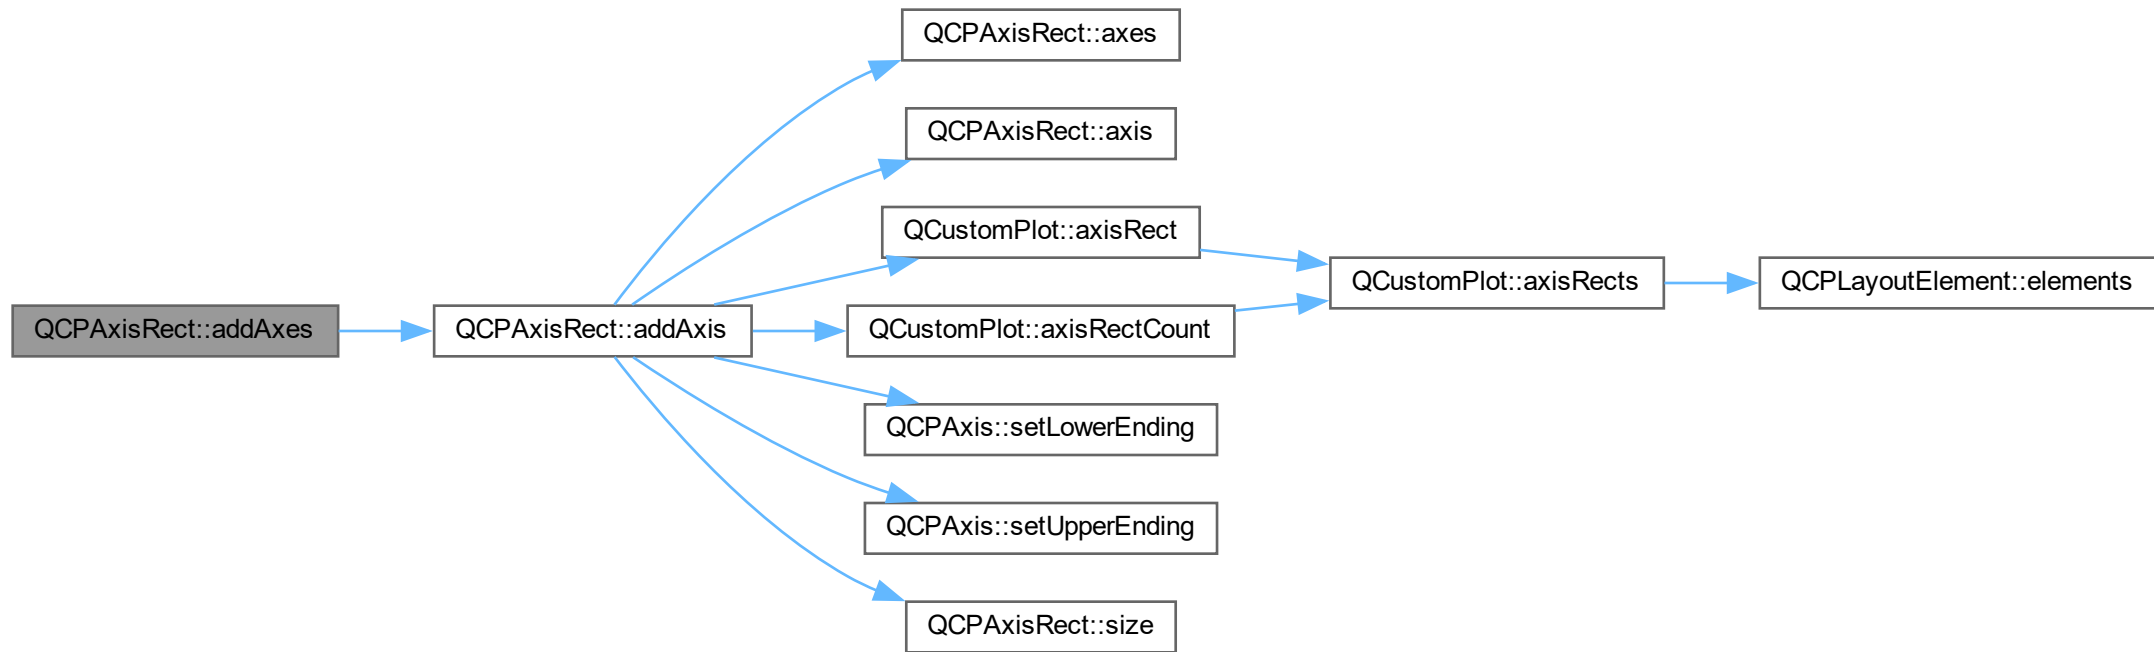 QCPAxisRect::addAxes
QCPAxisRect::addAxis
QCPAxisRect::axes
QCPAxisRect::axis
QCustomPlot::axisRect
QCustomPlot::axisRectCount
QCPAxis::setLowerEnding
QCPAxis::setUpperEnding
QCPAxisRect::size
QCustomPlot::axisRects
QCPLayoutElement::elements